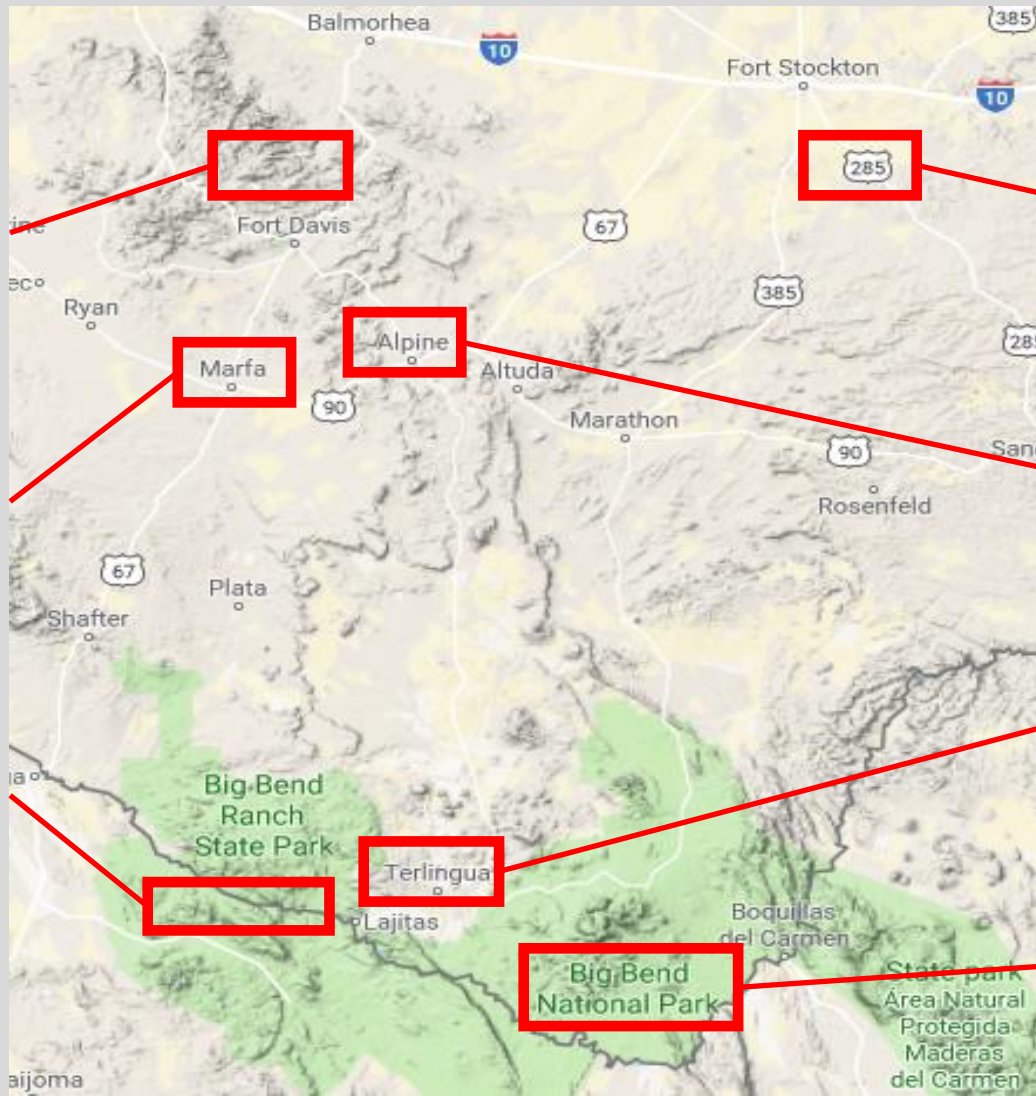 Balmorhea
385
10
Fort Stockton
10
285
67
Fort Davis
385
Ryan
Alpine
Marfa
Altuda
90
Marathon
90
Rosenfeld
67
Plata
Shafter
Big Bend
Ranch
State Park
Terlingua
Lajitas
Boquillas
del Carmen
Big Bend
National Park
State park
Área Natural
Protegida
Maderas
del Carmen